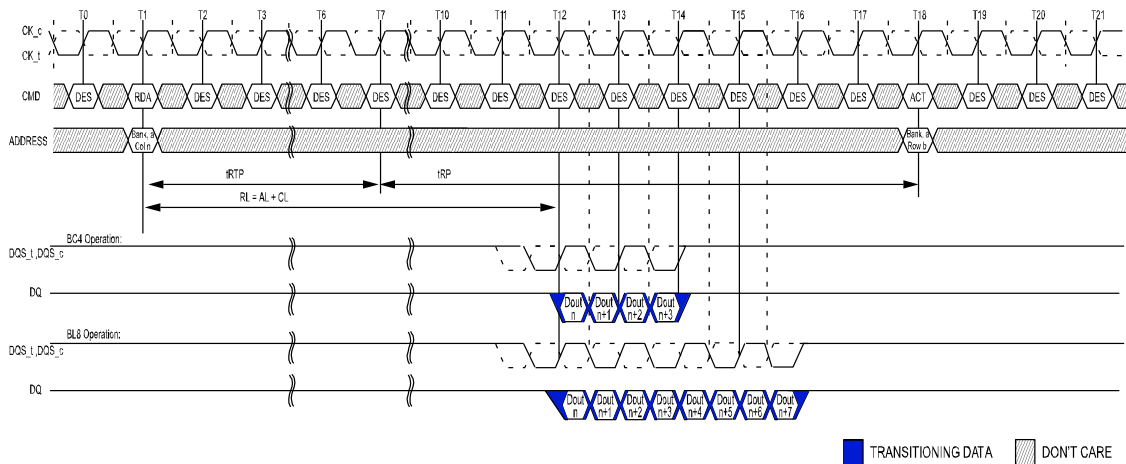 T0 T1 T2 T3 T6 T7 T10 T11 T12 T13 T14 T15 T16 T17 T18 T19 T20 T21
CK_c
CK_t
CMD DES RDA DES DES DES DES DES DES DES DES DES DES DES DES ACT DES DES DES
ADDRESS Bank, a Bank, a
Col n Row b
tRTP tRP
RL = AL + CL
BC4 Operation:
DQS_t ,DQS_c
DQ Dout Dout Dout Dout
n n+1 n+2 n+3
BL8 Operation:
DQS_t ,DQS_c
DQ Dout Dout Dout Dout Dout Dout Dout Dout
n n+1 n+2 n+3 n+4 n+5 n+6 n+7
TRANSITIONING DATA DON'T CARE